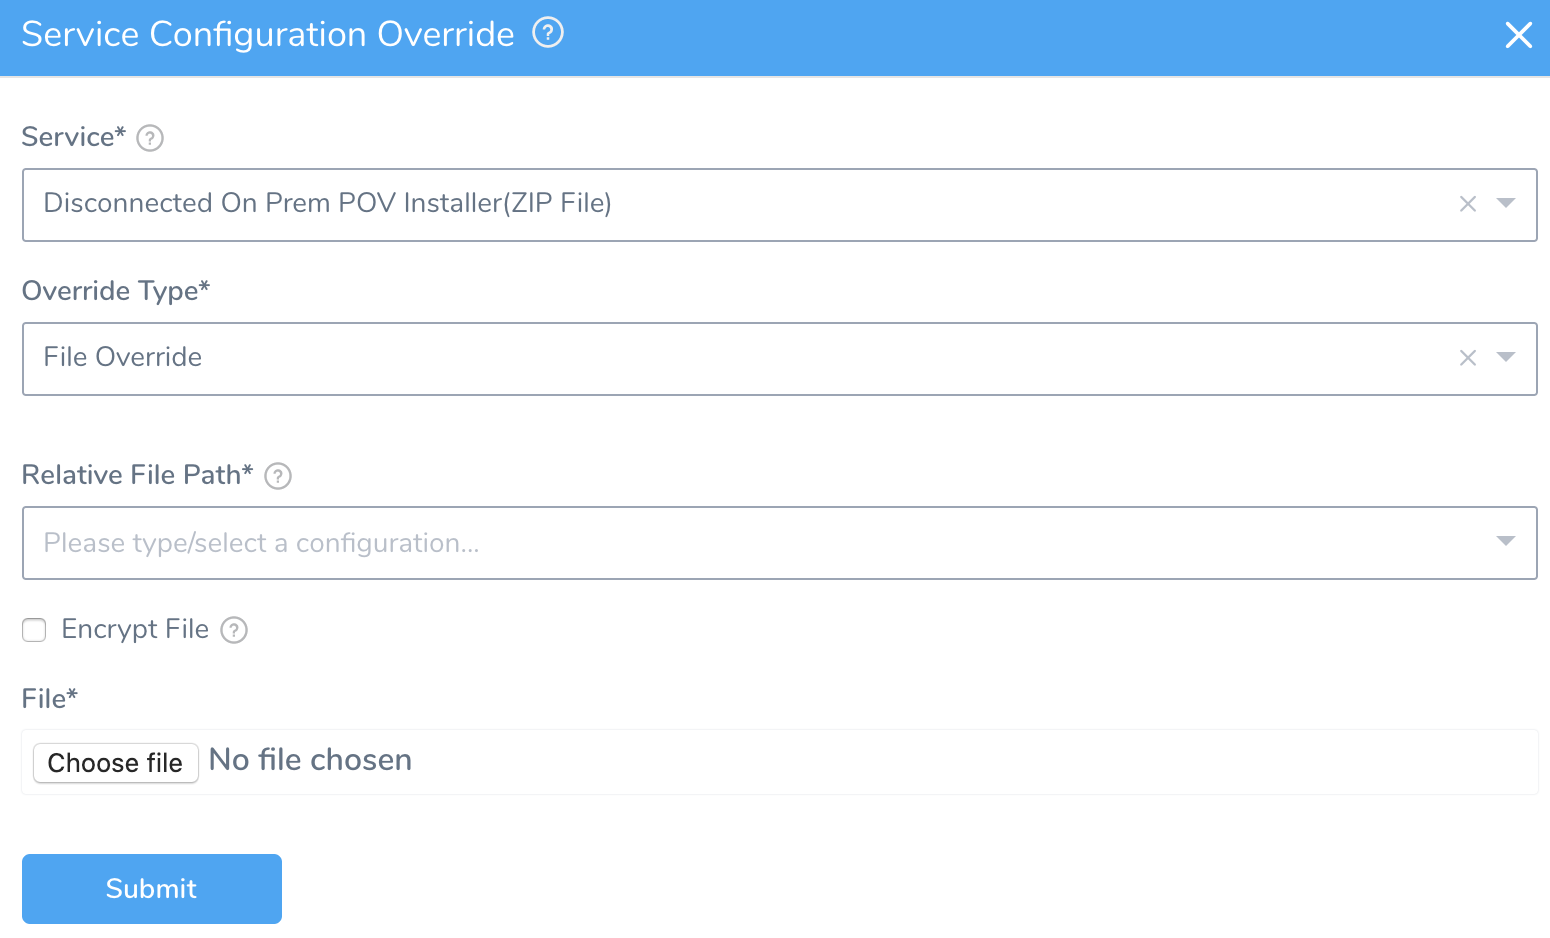 Service Configuration Override ?
Service* ?
Disconnected On Prem POV Installer(ZIP File)
Override Type*
File Override
Relative File Path* ?
Please type/select a configuration...
Encrypt File ?
File*
Choose file No file chosen
Submit